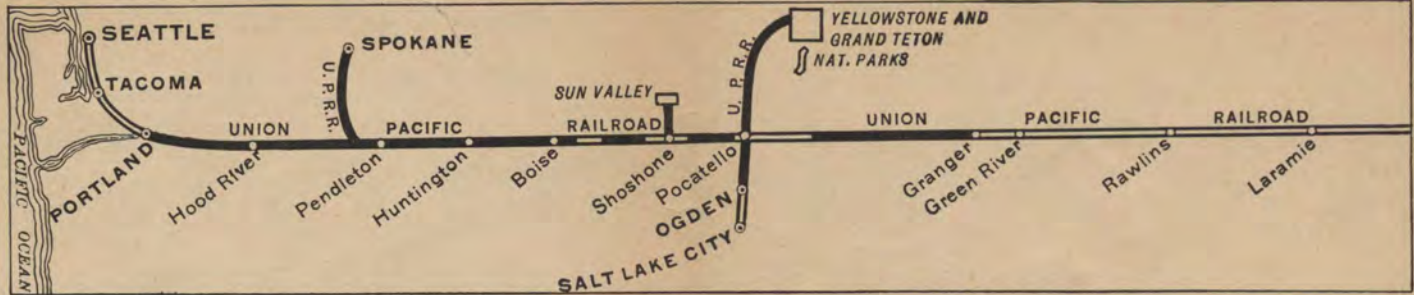 SEATTLE
TACOMA
SPOKANE
U.P.R.R.
SUN VALLEY
U. P. R.R.
YELLOWSTONE AND
GRAND TETON
NAT. PARKS
UNION PACIFIC RAILROAD
UNION PACIFIC RAILROAD
PORTLAND
Hood River
Pendleton
Huntington
Boise
Shoshone
Pocatello
Granger
Green River
Rawlins
Laramie
OGDEN
SALT LAKE CITY
PACIFIC OCEAN